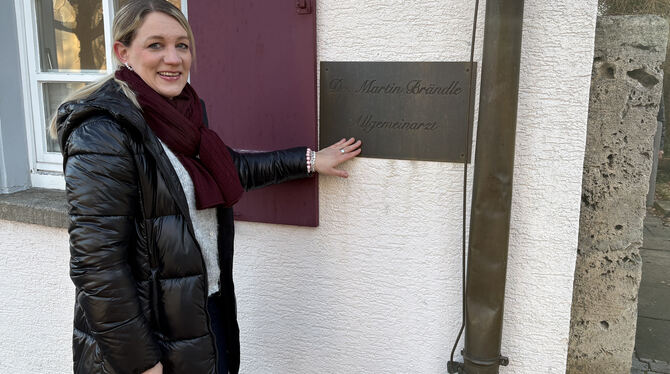 Dr. Martin Brändle
Allgemeinarzt